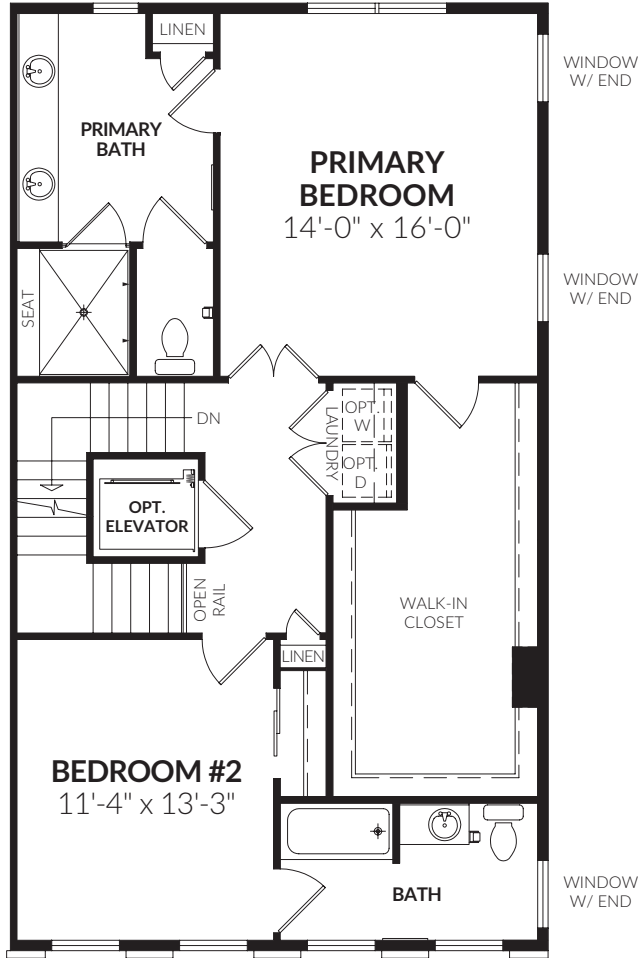 LINEN
WINDOW
W/ END
PRIMARY
BATH
PRIMARY
BEDROOM
14'-0" x 16'-0"
WINDOW
W/ END
SEAT
DN
OPT.
W
LAUNDRY
OPT.
D
OPT.
ELEVATOR
OPEN
RAIL
WALK-IN
CLOSET
LINEN
BEDROOM #2
11'-4" x 13'-3"
BATH
WINDOW
W/ END